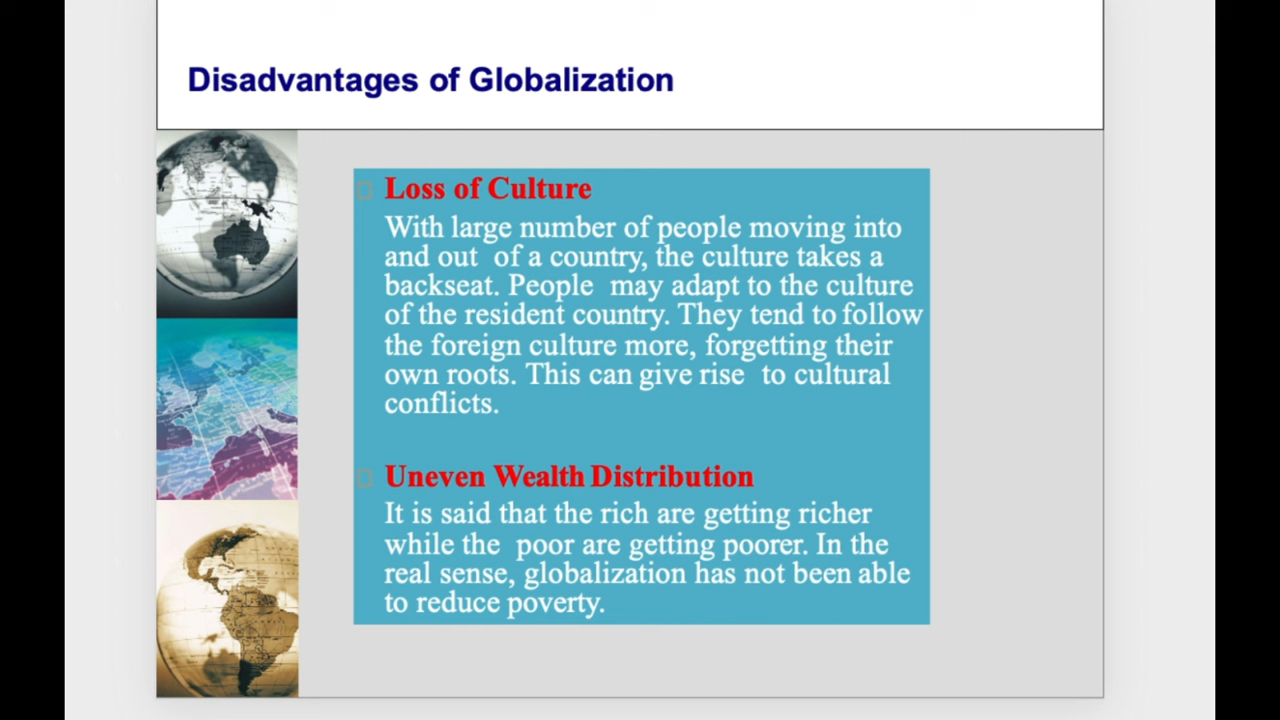 Disadvantages of Globalization
Loss of Culture
With large number of people moving into
and out of a country, the culture takes a
backseat. People may adapt to the culture
of the resident country. They tend to follow
the foreign culture more, forgetting their
own roots. This can give rise to cultural
conflicts.
Uneven Wealth Distribution
It is said that the rich are getting richer
while the poor are getting poorer. In the
real sense, globalization has not been able
to reduce poverty.